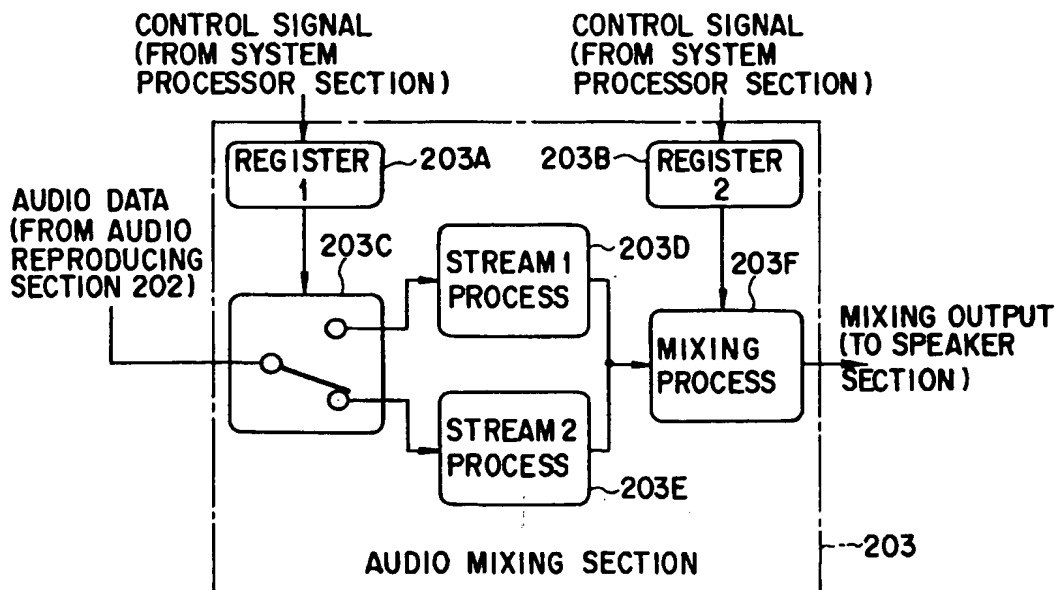 CONTROL SIGNAL
(FROM SYSTEM
PROCESSOR SECTION)
CONTROL SIGNAL
(FROM SYSTEM
PROCESSOR SECTION)
REGISTER
1
203A
203B
REGISTER
2
AUDIO DATA
(FROM AUDIO
REPRODUCING
SECTION 202)
203C
STREAM 1
PROCESS
203D
203F
MIXING
PROCESS
MIXING OUTPUT
(TO SPEAKER
SECTION)
STREAM 2
PROCESS
203E
AUDIO MIXING SECTION
203